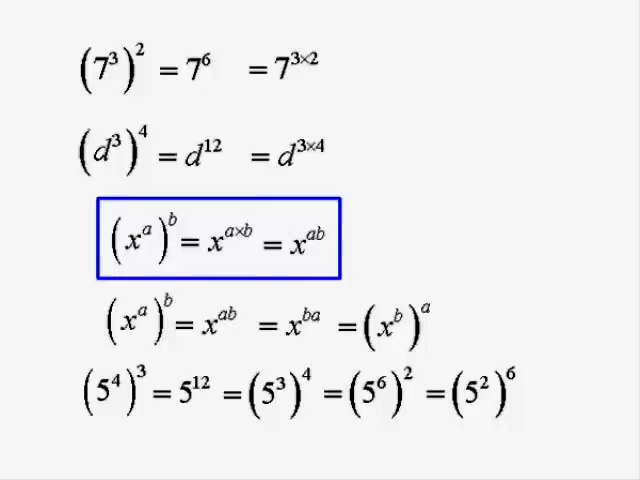 (7³)² = 7⁶ = 7³ˣ²
(d³)⁴ = d¹² = d³ˣ⁴
(xᵃ)ᵇ = xᵃˣᵇ = xᵃᵇ
(xᵃ)ᵇ = xᵃᵇ = xᵇᵃ = (xᵇ)ᵃ
(5⁴)³ = 5¹² = (5³)⁴ = (5⁶)² = (5²)⁶